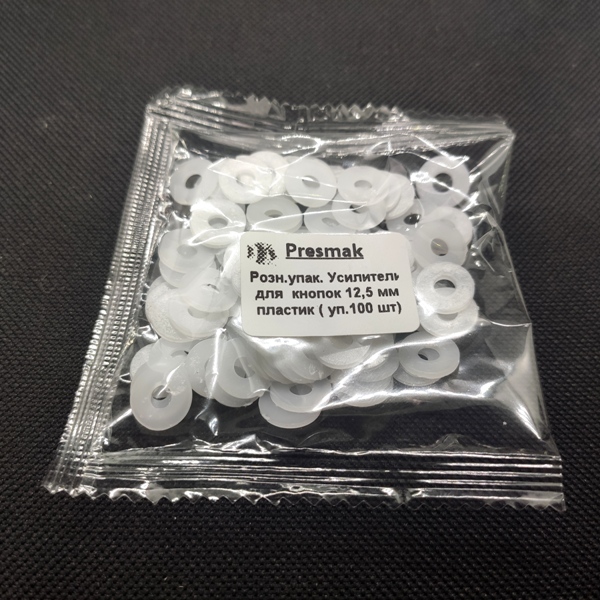 Presmak
Розн.упак. Усилитель
для кнопок 12,5 мм
пластик ( уп.100 шт)